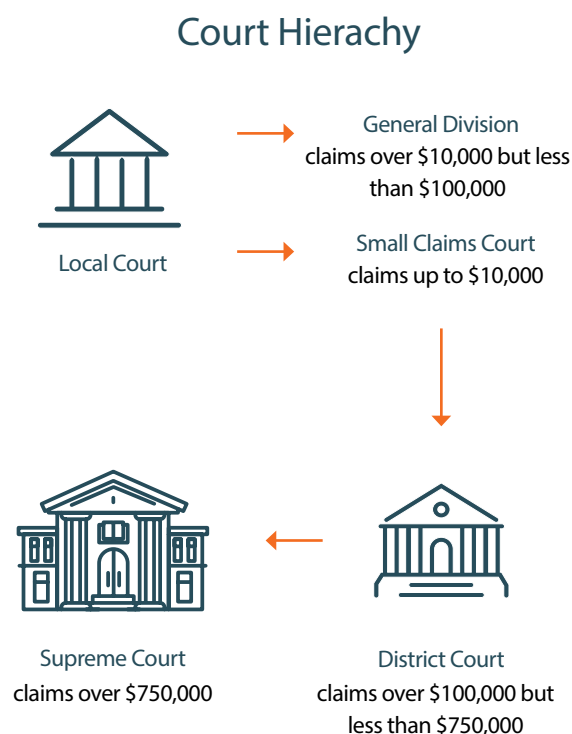 Court Hierachy
General Division
claims over $10,000 but less
than $100,000
Local Court
Small Claims Court
claims up to $10,000
Supreme Court
claims over $750,000
District Court
claims over $100,000 but
less than $750,000